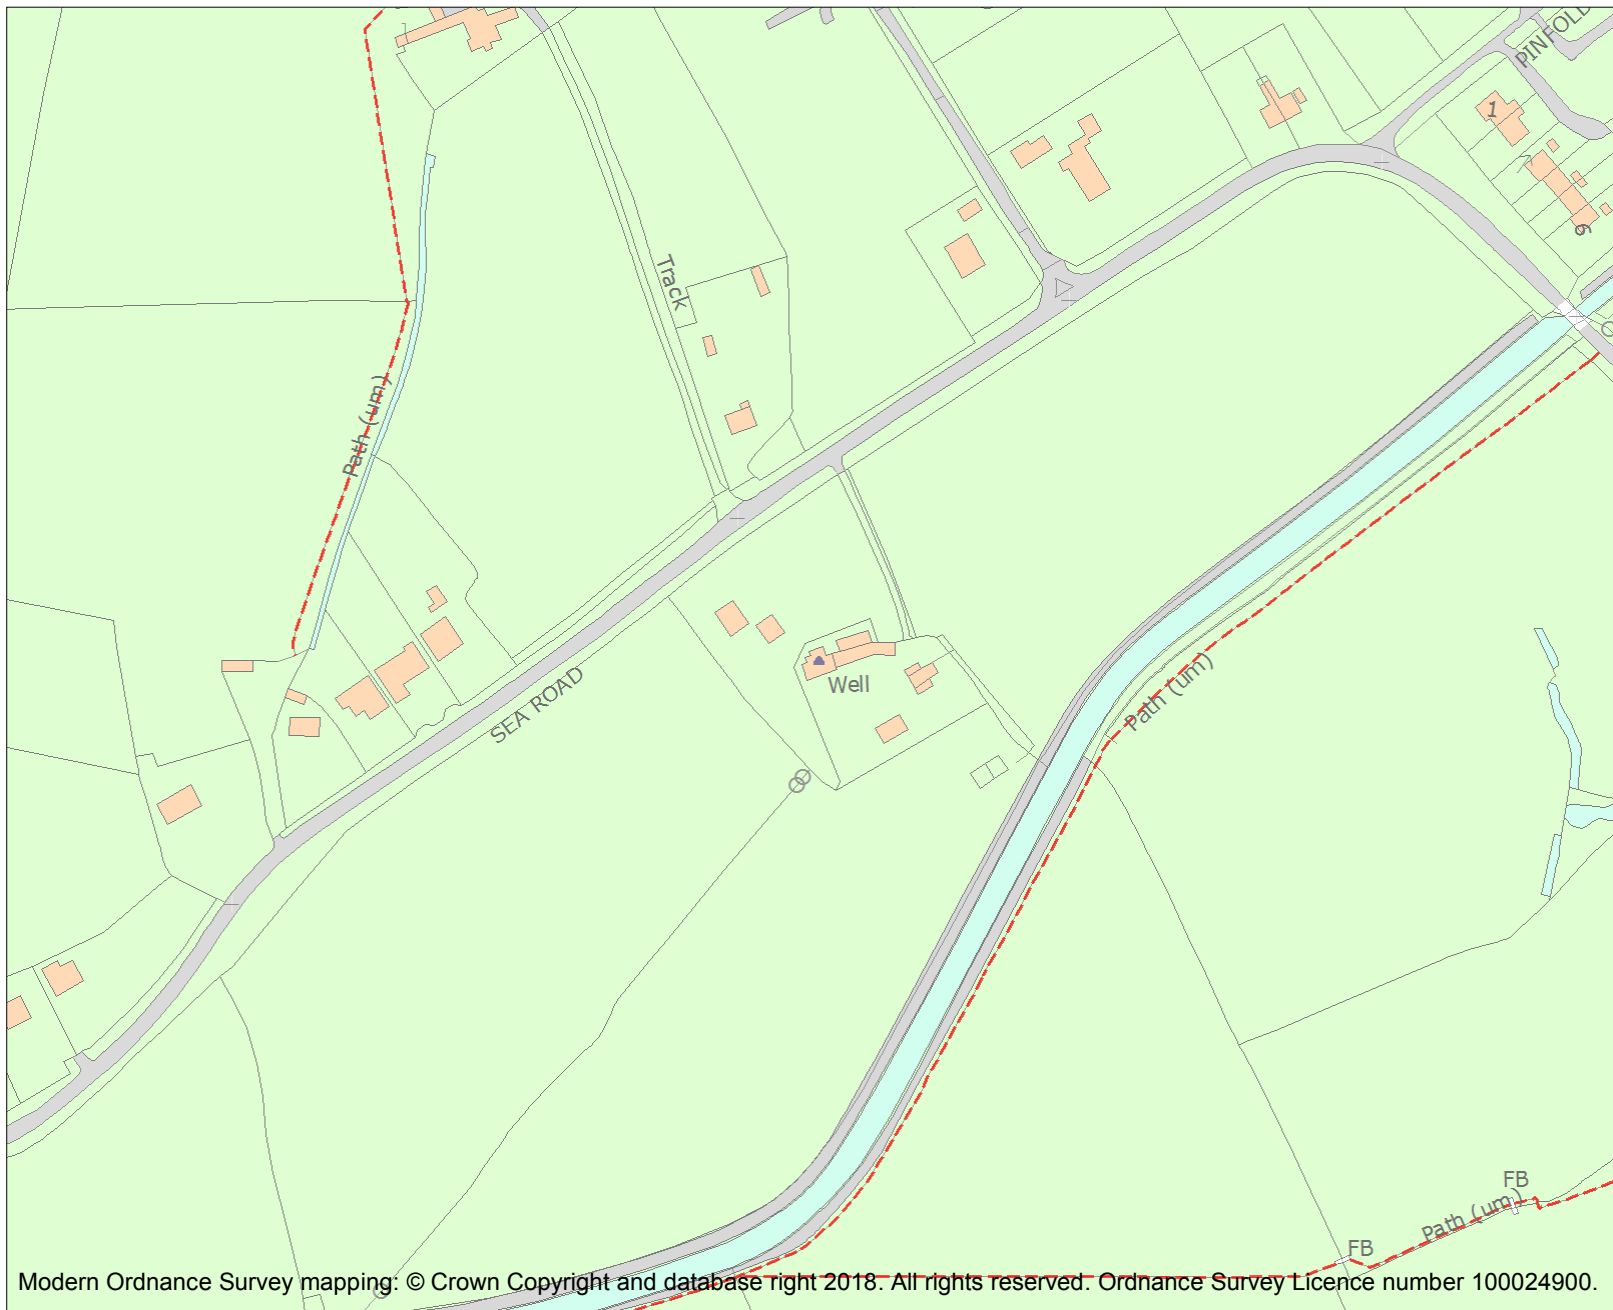 PINFOLD
1
7
6
Track
Path (um)
Well
SEA ROAD
Path (um)
FB
Path (um)
FB
Modern Ordnance Survey mapping: © Crown Copyright and database right 2018. All rights reserved. Ordnance Survey Licence number 100024900.